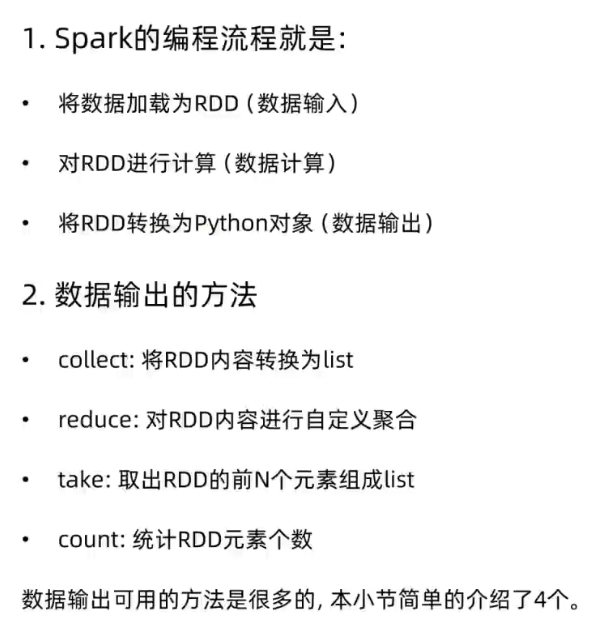 1. Spark的编程流程就是:
• 将数据加载为RDD（数据输入）
• 对RDD进行计算（数据计算）
• 将RDD转换为Python对象（数据输出）
2. 数据输出的方法
• collect: 将RDD内容转换为list
• reduce: 对RDD内容进行自定义聚合
• take: 取出RDD的前N个元素组成list
• count: 统计RDD元素个数
数据输出可用的方法是很多的, 本小节简单的介绍了4个。